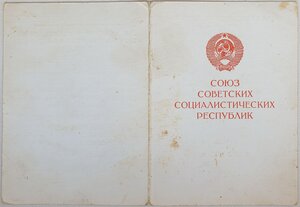 СОЮЗ
СОВЕТСКИХ
СОЦИАЛИСТИЧЕСКИХ
РЕСПУБЛИК